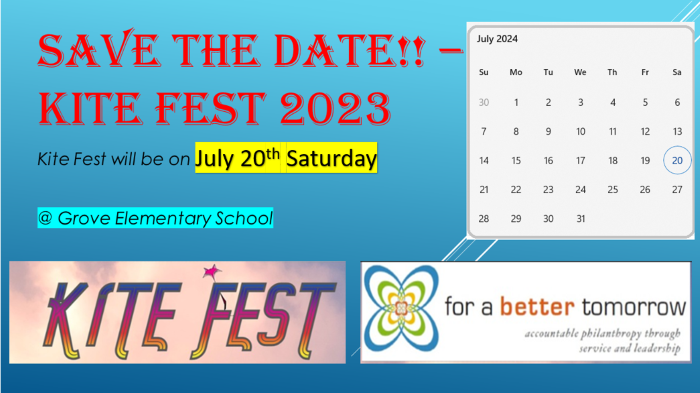 SAVE THE DATE!! –
KITE FEST 2023
Kite Fest will be on July 20th Saturday
@ Grove Elementary School
July 2024
Su Mo Tu We Th Fr Sa
30 1 2 3 4 5 6
7 8 9 10 11 12 13
14 15 16 17 18 19 20
21 22 23 24 25 26 27
28 29 30 31
KITE FEST
for a better tomorrow
accountable philanthropy through
service and leadership